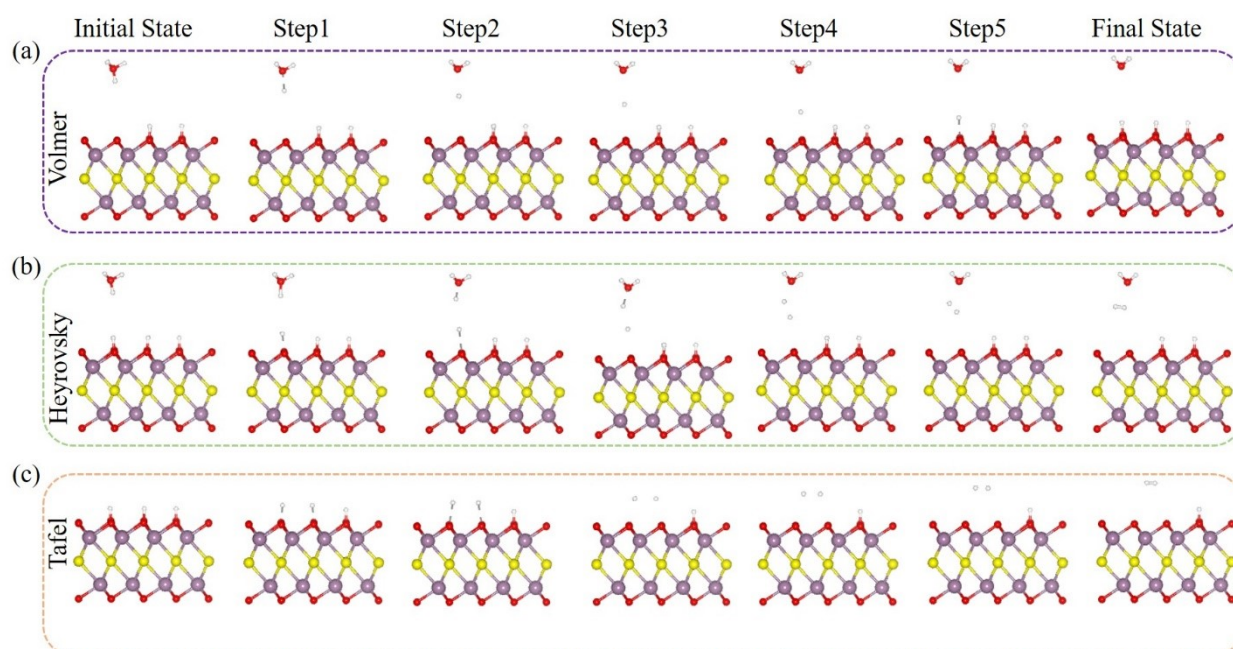 Initial State Step1 Step2 Step3 Step4 Step5 Final State
(a)
Volmer
(b)
Heyrovsky
(c)
Tafel